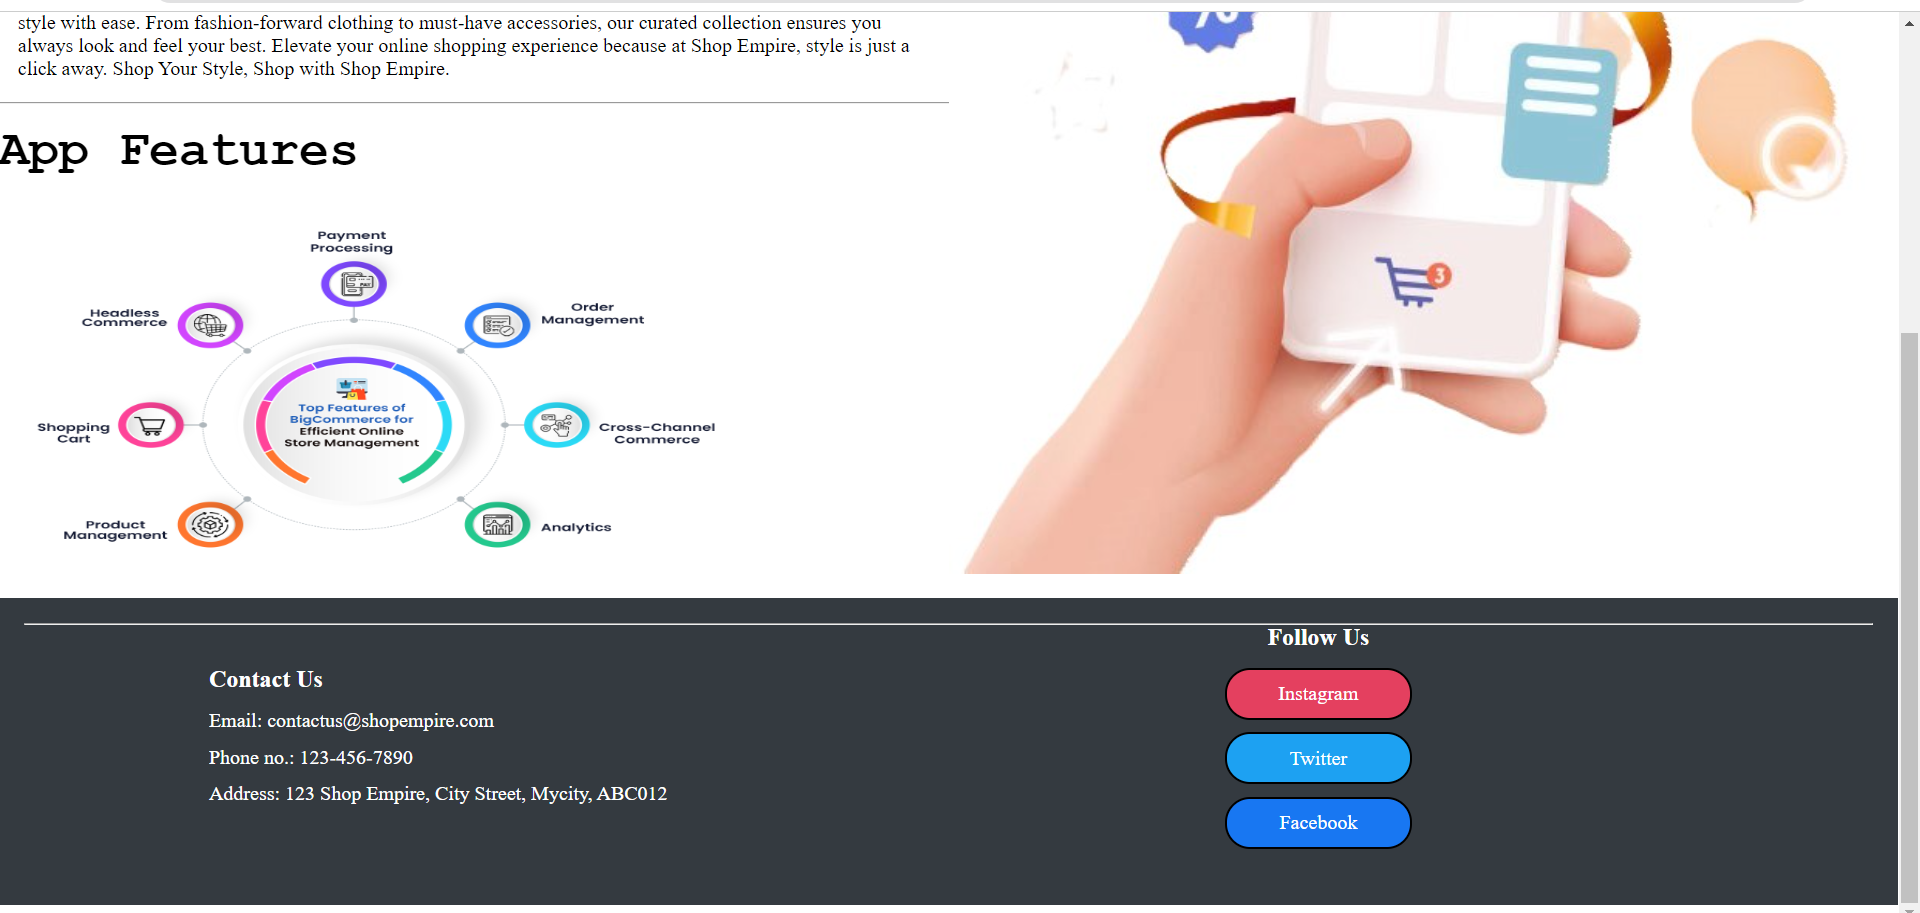 style with ease. From fashion-forward clothing to must-have accessories, our curated collection ensures you
always look and feel your best. Elevate your online shopping experience because at Shop Empire, style is just a
click away. Shop Your Style, Shop with Shop Empire.
App Features
Payment
Processing
Headless
Commerce
Order
Management
Top Features of
BigCommerce for
Efficient Online
Store Management
Shopping
Cart
Cross-Channel
Commerce
Product
Management
Analytics
3
Follow Us
Contact Us
Instagram
Email: contactus@shopempire.com
Phone no.: 123-456-7890
Twitter
Address: 123 Shop Empire, City Street, Mycity, ABC012
Facebook